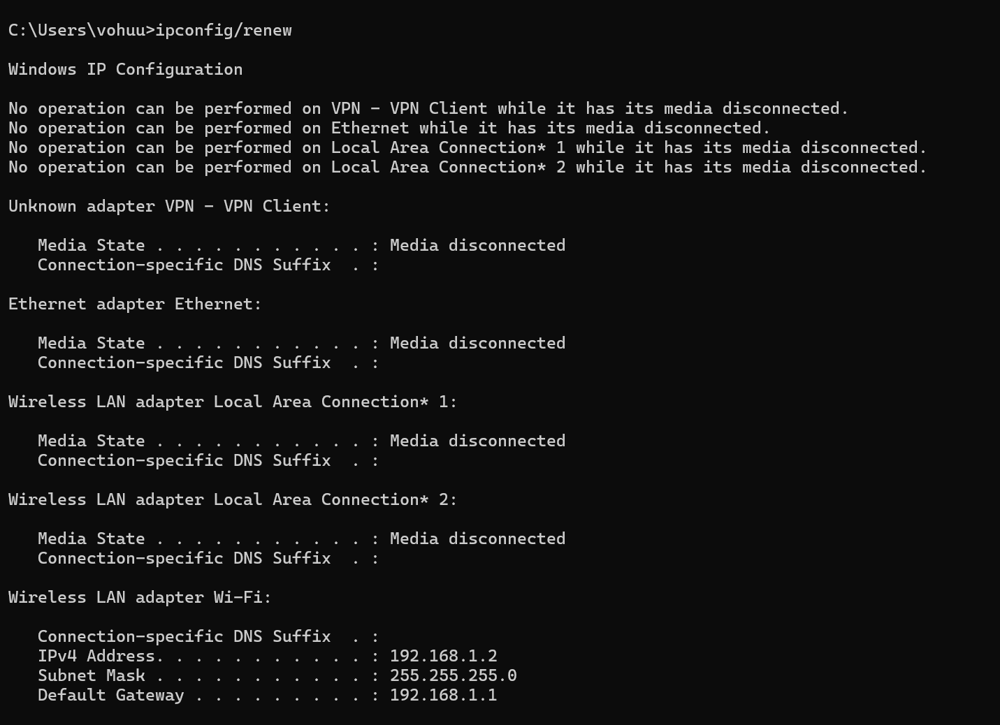 C:\Users\vohuu>ipconfig/renew
Windows IP Configuration
No operation can be performed on VPN - VPN Client while it has its media disconnected.
No operation can be performed on Ethernet while it has its media disconnected.
No operation can be performed on Local Area Connection* 1 while it has its media disconnected.
No operation can be performed on Local Area Connection* 2 while it has its media disconnected.
Unknown adapter VPN - VPN Client:
   Media State . . . . . . . . . . . : Media disconnected
   Connection-specific DNS Suffix  . :
Ethernet adapter Ethernet:
   Media State . . . . . . . . . . . : Media disconnected
   Connection-specific DNS Suffix  . :
Wireless LAN adapter Local Area Connection* 1:
   Media State . . . . . . . . . . . : Media disconnected
   Connection-specific DNS Suffix  . :
Wireless LAN adapter Local Area Connection* 2:
   Media State . . . . . . . . . . . : Media disconnected
   Connection-specific DNS Suffix  . :
Wireless LAN adapter Wi-Fi:
   Connection-specific DNS Suffix  . :
   IPv4 Address. . . . . . . . . . . : 192.168.1.2
   Subnet Mask . . . . . . . . . . . : 255.255.255.0
   Default Gateway . . . . . . . . . : 192.168.1.1